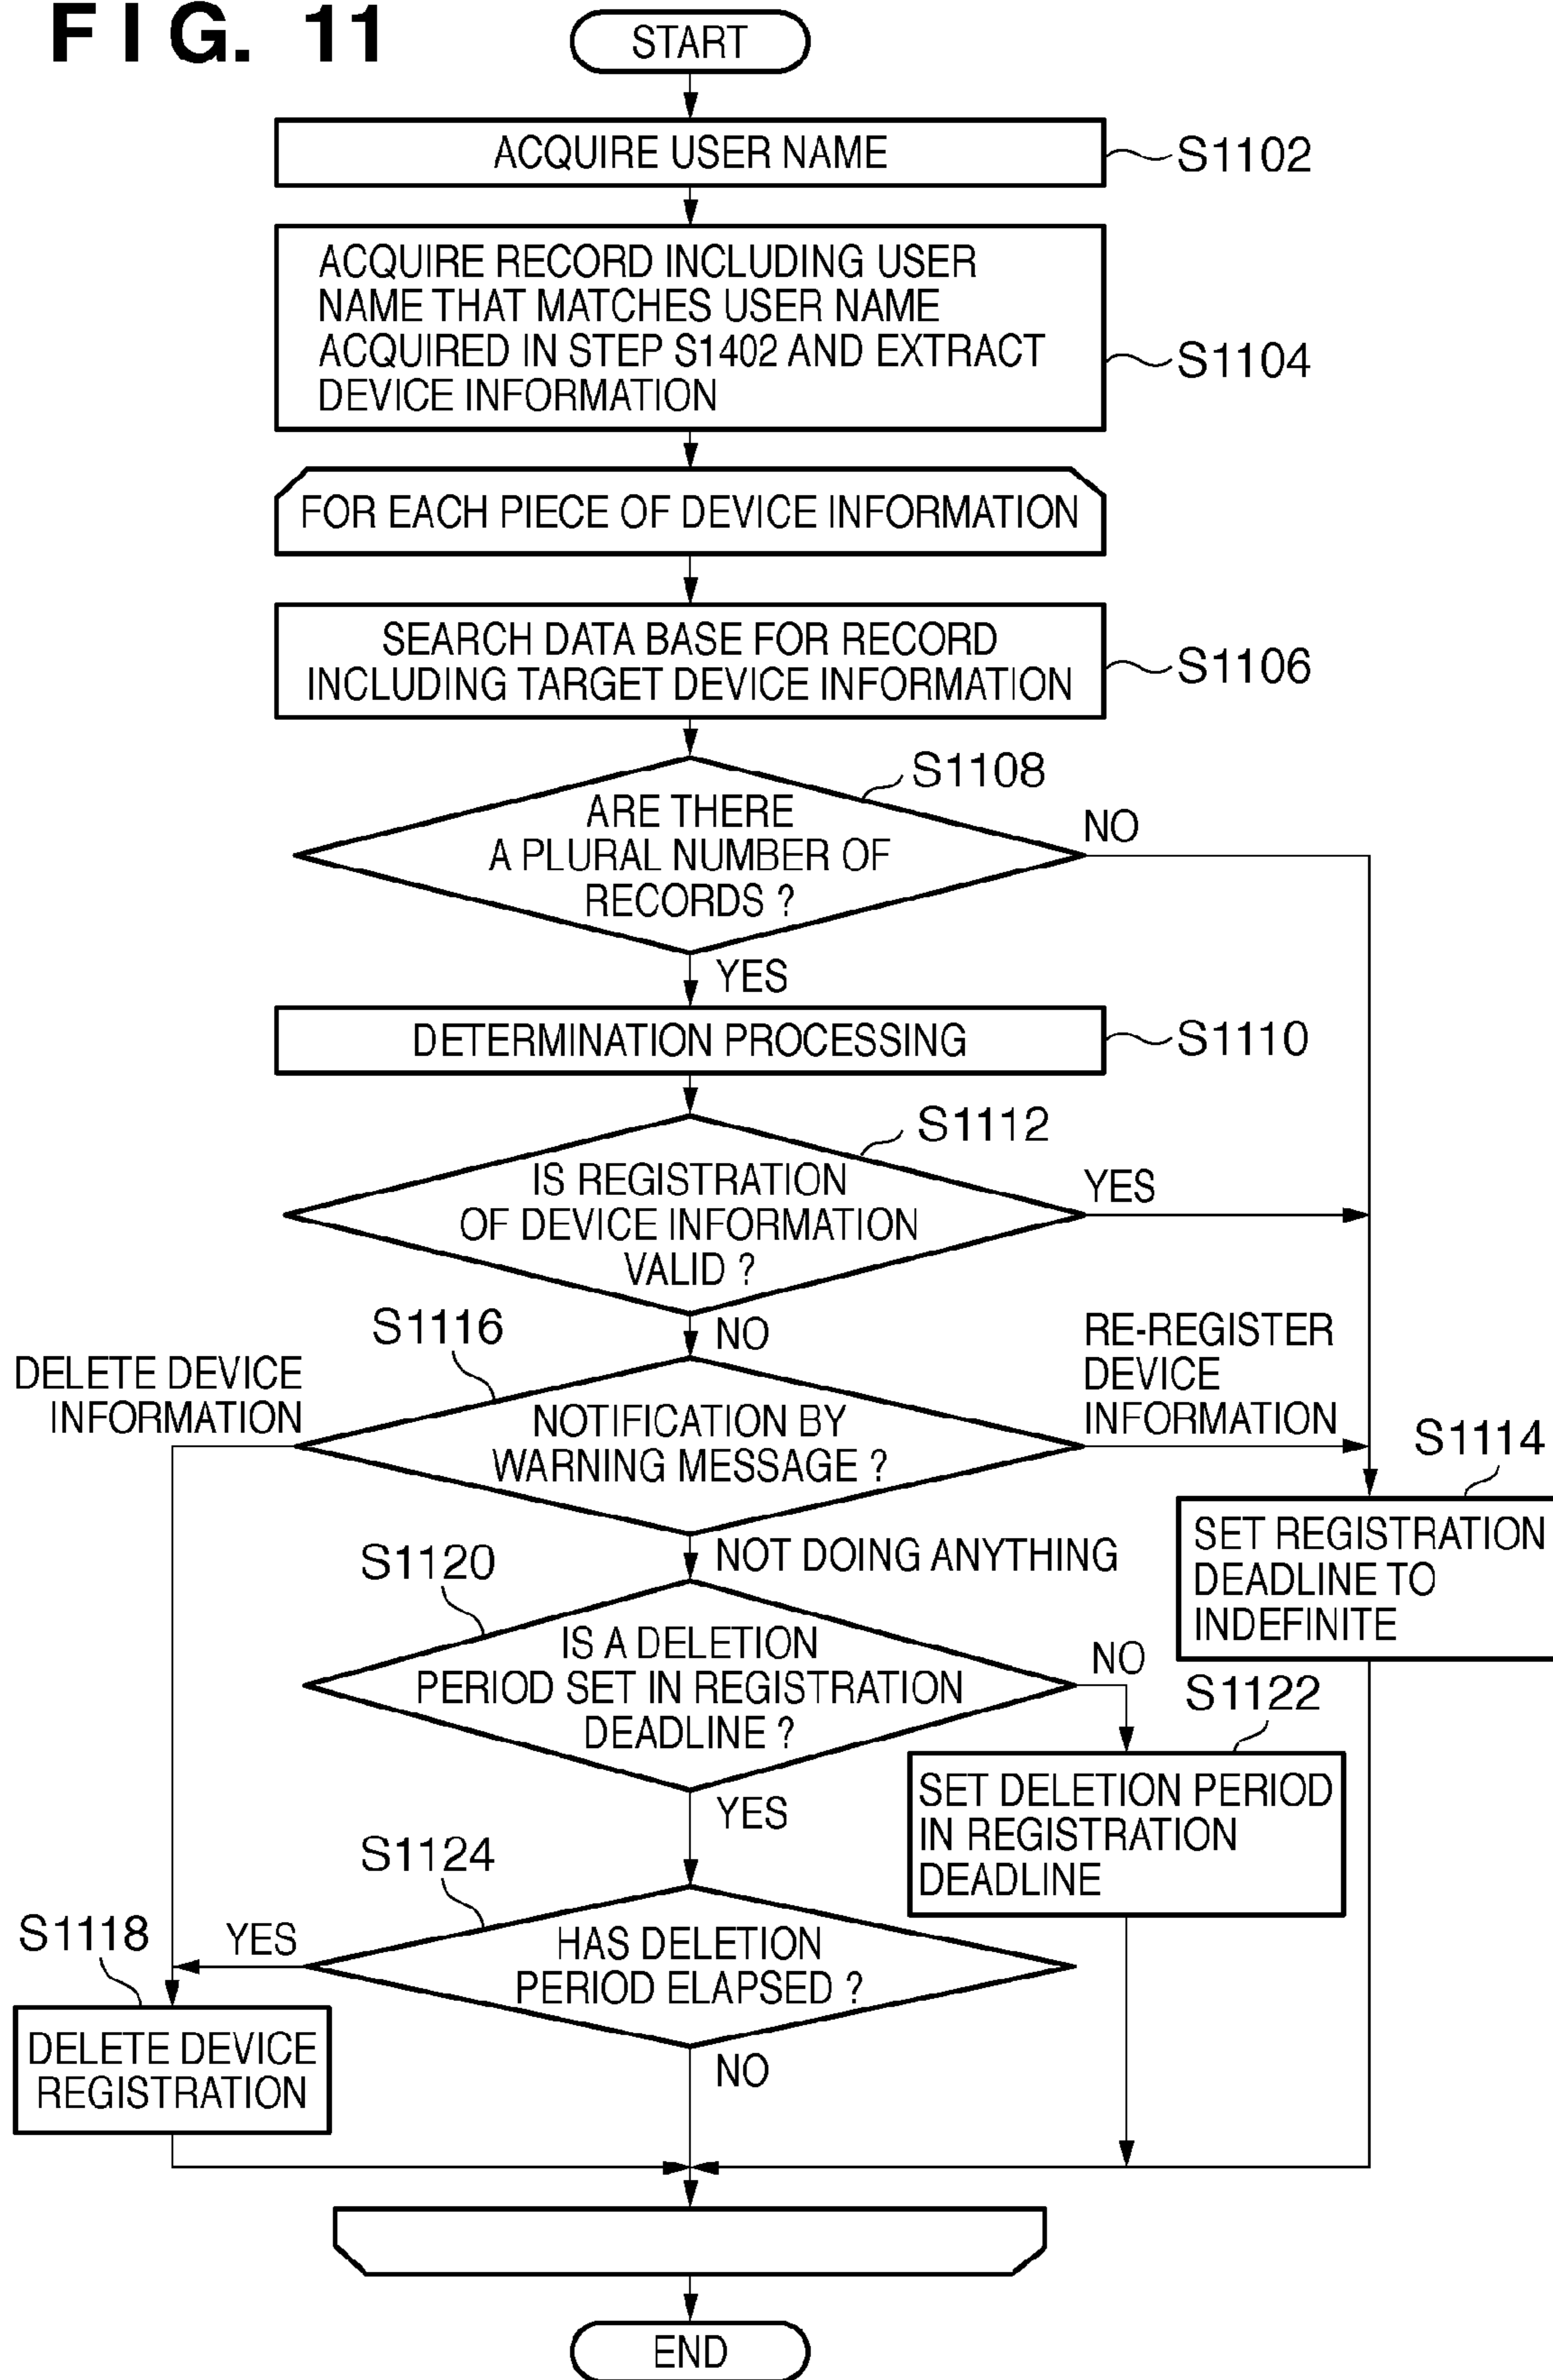 FIG. 11
START
ACQUIRE USER NAME
S1102
ACQUIRE RECORD INCLUDING USER
NAME THAT MATCHES USER NAME
ACQUIRED IN STEP S1402 AND EXTRACT
DEVICE INFORMATION
S1104
FOR EACH PIECE OF DEVICE INFORMATION
SEARCH DATA BASE FOR RECORD
INCLUDING TARGET DEVICE INFORMATION
S1106
S1108
ARE THERE
A PLURAL NUMBER OF
RECORDS ?
NO
YES
DETERMINATION PROCESSING
S1110
S1112
IS REGISTRATION
OF DEVICE INFORMATION
VALID ?
YES
NO
S1116
DELETE DEVICE
INFORMATION
NOTIFICATION BY
WARNING MESSAGE ?
RE-REGISTER
DEVICE
INFORMATION
S1114
SET REGISTRATION
DEADLINE TO
INDEFINITE
NOT DOING ANYTHING
S1120
IS A DELETION
PERIOD SET IN REGISTRATION
DEADLINE ?
NO
S1122
SET DELETION PERIOD
IN REGISTRATION
DEADLINE
YES
S1124
HAS DELETION
PERIOD ELAPSED ?
YES
S1118
DELETE DEVICE
REGISTRATION
NO
END